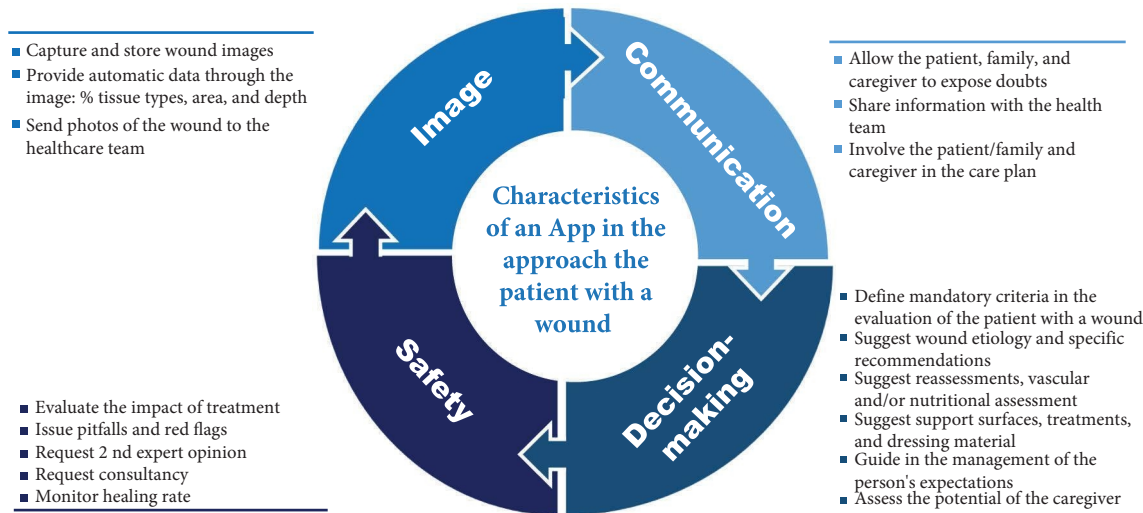 Capture and store wound images
Provide automatic data through the
image: % tissue types, area, and depth
Send photos of the wound to the
healthcare team
Image
Communication
Allow the patient, family, and
caregiver to expose doubts
Share information with the health
team
Involve the patient/family and
caregiver in the care plan
Characteristics
of an App in the
approach the
patient with a
wound
Safety
Decision-
making
Define mandatory criteria in the
evaluation of the patient with a wound
Suggest wound etiology and specific
recommendations
Suggest reassessments, vascular
and/or nutritional assessment
Suggest support surfaces, treatments,
and dressing material
Guide in the management of the
person's expectations
Assess the potential of the caregiver
Evaluate the impact of treatment
Issue pitfalls and red flags
Request 2 nd expert opinion
Request consultancy
Monitor healing rate